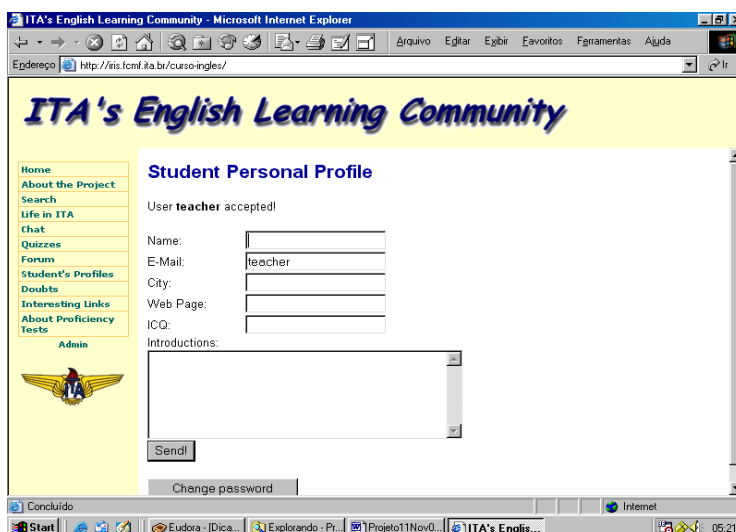 ITA's English Learning Community - Microsoft Internet Explorer
Arquivo Editar Exibir Favoritos Ferramentas Ajuda
Endereço http://iris.fcmf.ita.br/curso-ingles/ Ir
ITA's English Learning Community
Home
About the Project
Search
Life in ITA
Chat
Quizzes
Forum
Student's Profiles
Doubts
Interesting Links
About Proficiency
Tests
Admin
ITA
Student Personal Profile
User teacher accepted!
Name:
E-Mail: teacher
City:
Web Page:
ICQ:
Introductions:
Send!
Change password
Concluído Internet
Start Eudora - [Dica... Explorando - Pr... Projeto11Nov0... ITA's Englis... 05:21